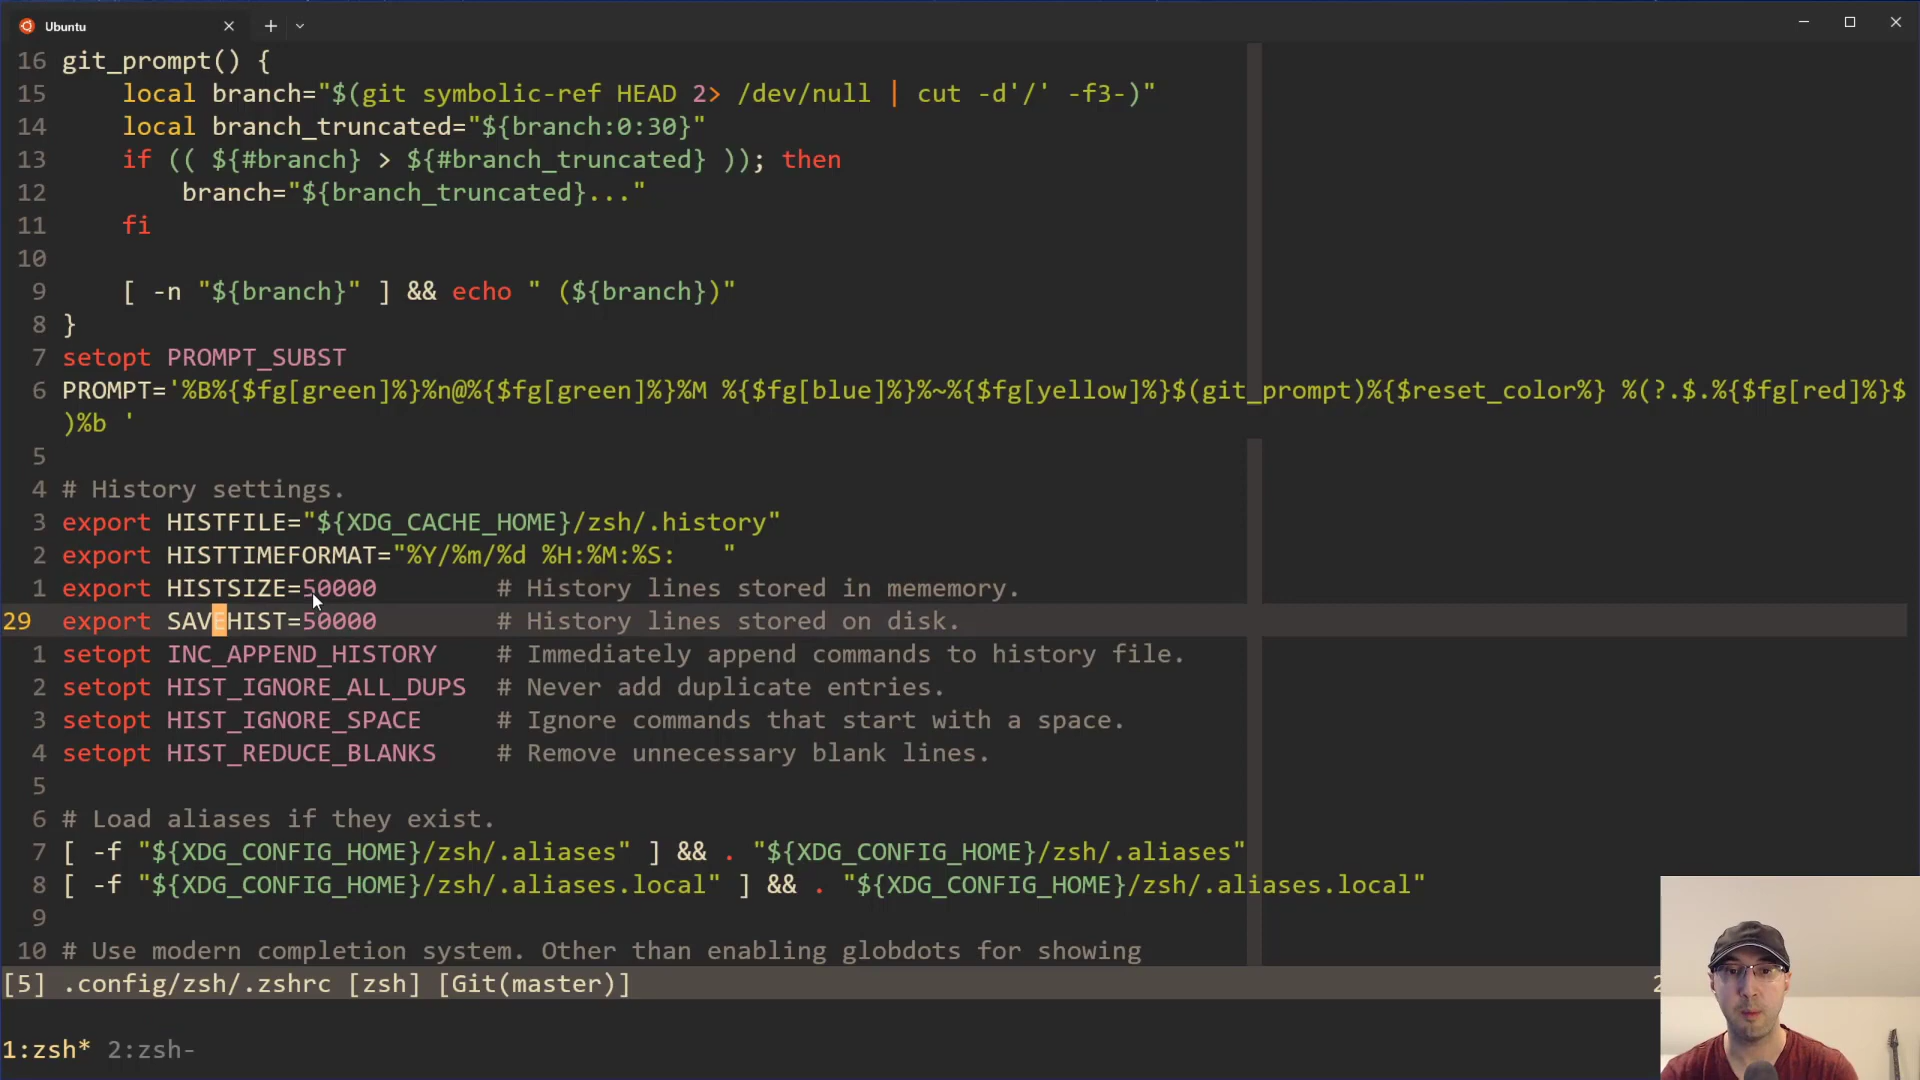 Ubuntu
16 git_prompt() {
15 local branch="$(git symbolic-ref HEAD 2> /dev/null | cut -d'/' -f3-)"
14 local branch_truncated="${branch:0:30}"
13 if (( ${#branch} > ${#branch_truncated} )); then
12 branch="${branch_truncated}..."
11 fi
10
9 [ -n "${branch}" ] && echo " (${branch})"
8 }
7 setopt PROMPT_SUBST
6 PROMPT='%B%{$fg[green]%}%n@%{$fg[green]%}%M %{$fg[blue]%}%~%{$fg[yellow]%}$(git_prompt)%{$reset_color%} %(?.$.%{$fg[red]%}$
)%b '
5
4 # History settings.
3 export HISTFILE="${XDG_CACHE_HOME}/zsh/.history"
2 export HISTTIMEFORMAT="%Y/%m/%d %H:%M:%S:   "
1 export HISTSIZE=50000 # History lines stored in mememory.
29 export SAVEHIST=50000 # History lines stored on disk.
1 setopt INC_APPEND_HISTORY # Immediately append commands to history file.
2 setopt HIST_IGNORE_ALL_DUPS # Never add duplicate entries.
3 setopt HIST_IGNORE_SPACE # Ignore commands that start with a space.
4 setopt HIST_REDUCE_BLANKS # Remove unnecessary blank lines.
5
6 # Load aliases if they exist.
7 [ -f "${XDG_CONFIG_HOME}/zsh/.aliases" ] && . "${XDG_CONFIG_HOME}/zsh/.aliases"
8 [ -f "${XDG_CONFIG_HOME}/zsh/.aliases.local" ] && . "${XDG_CONFIG_HOME}/zsh/.aliases.local"
9
10 # Use modern completion system. Other than enabling globdots for showing
[5] .config/zsh/.zshrc [zsh] [Git(master)] 2
1:zsh* 2:zsh-